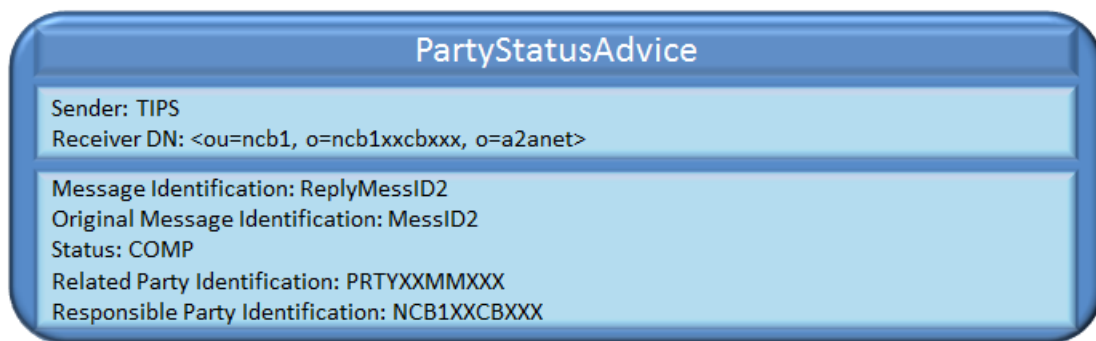 PartyStatusAdvice
Sender: TIPS
Receiver DN: <ou=ncb1, o=ncb1xxcbxxx, o=a2anet>
Message Identification: ReplyMessID2
Original Message Identification: MessID2
Status: COMP
Related Party Identification: PRTYXXMMXXX
Responsible Party Identification: NCB1XXCBXXX